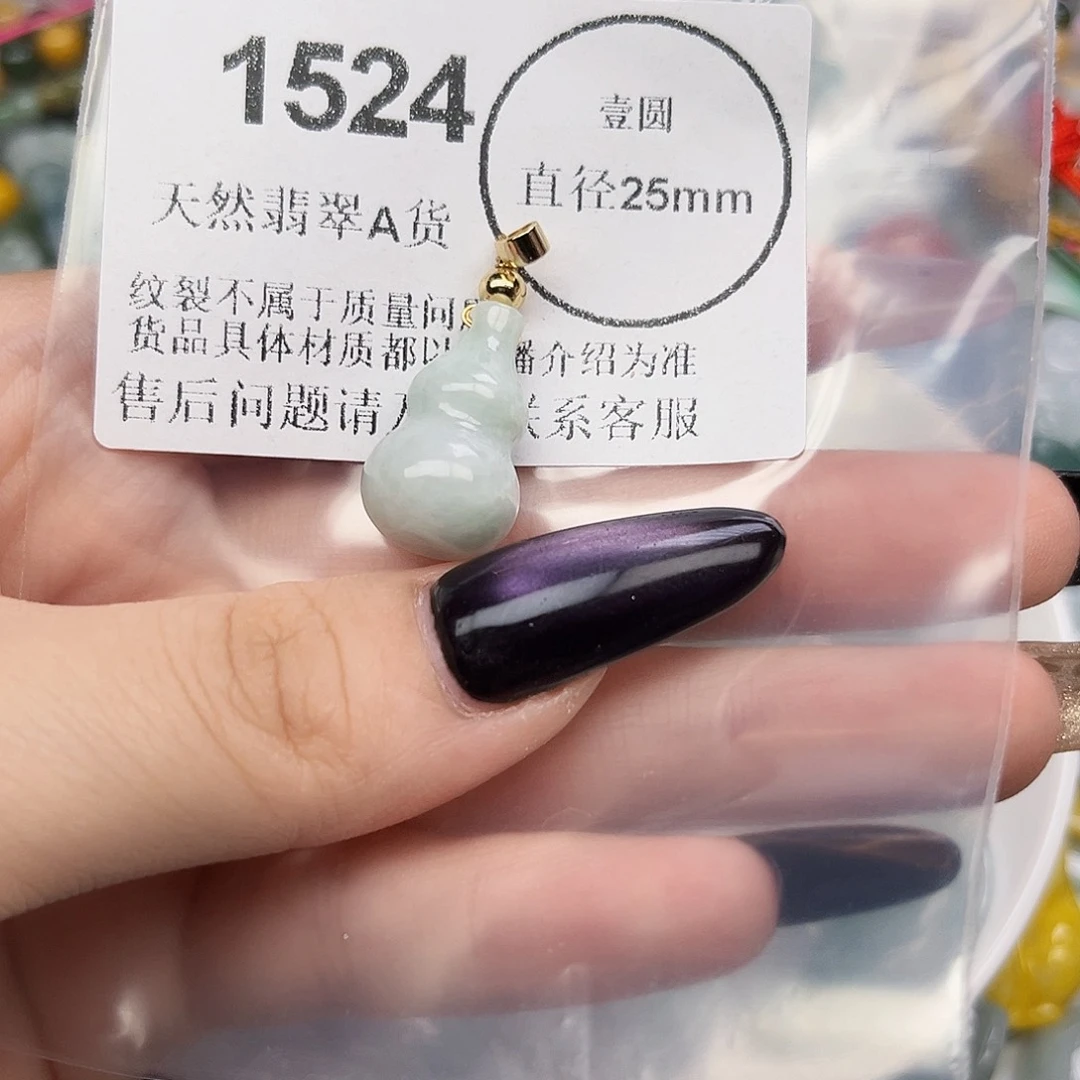 1524
壹圆
直径25mm
天然翡翠A货
纹裂不属于质量问
货品具体材质都以 播介绍为准
售后问题请 联系客服